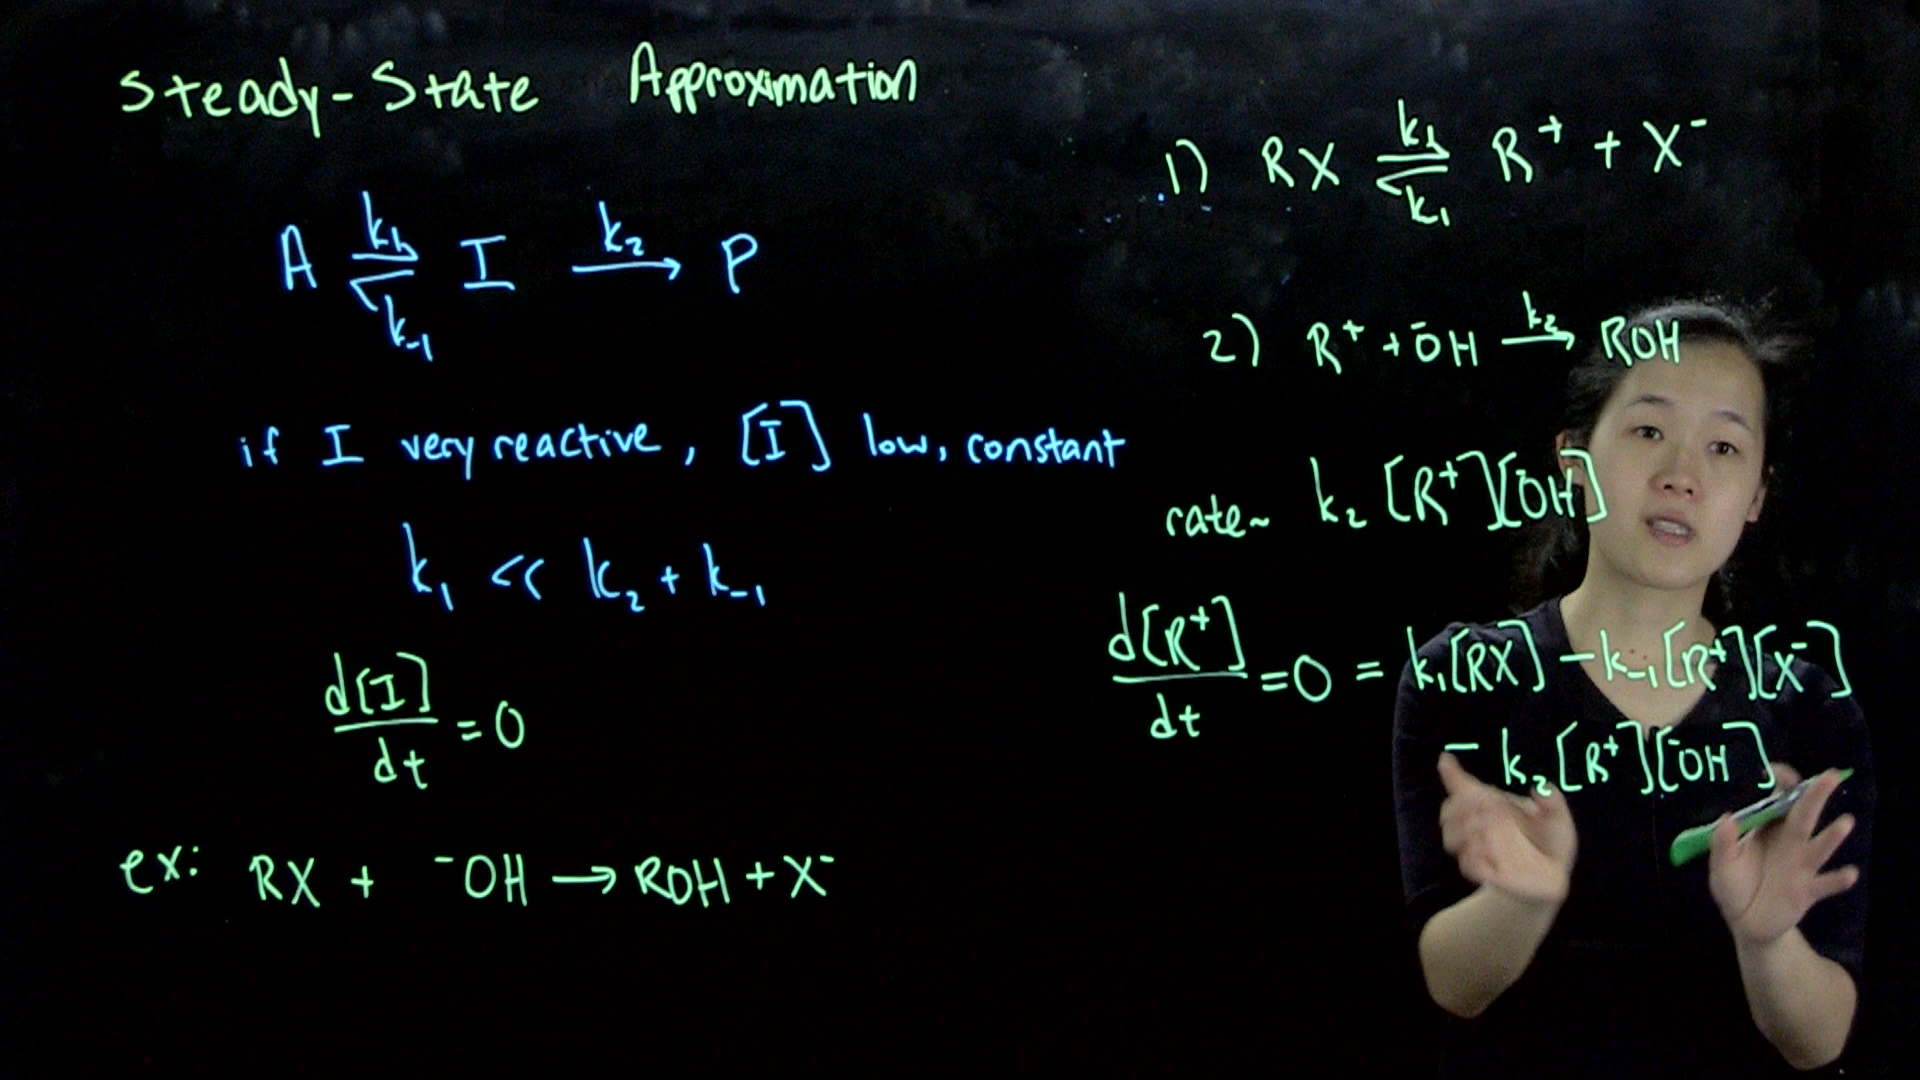 Steady-State Approximation
A k₁ ⇌ k₋₁ I k₂ → P
if I very reactive, [I] low, constant
k₁ << k₂ + k₋₁
d[I]/dt = 0
ex: RX + ⁻OH → ROH + X⁻
1) RX k₁ ⇌ k₁ R⁺ + X⁻
2) R⁺ + ⁻OH k₂ → ROH
rate ~ k₂ [R⁺][⁻OH]
d[R⁺]/dt = 0 = k₁[RX] - k₋₁[R⁺][X⁻]
- k₂[R⁺][⁻OH]